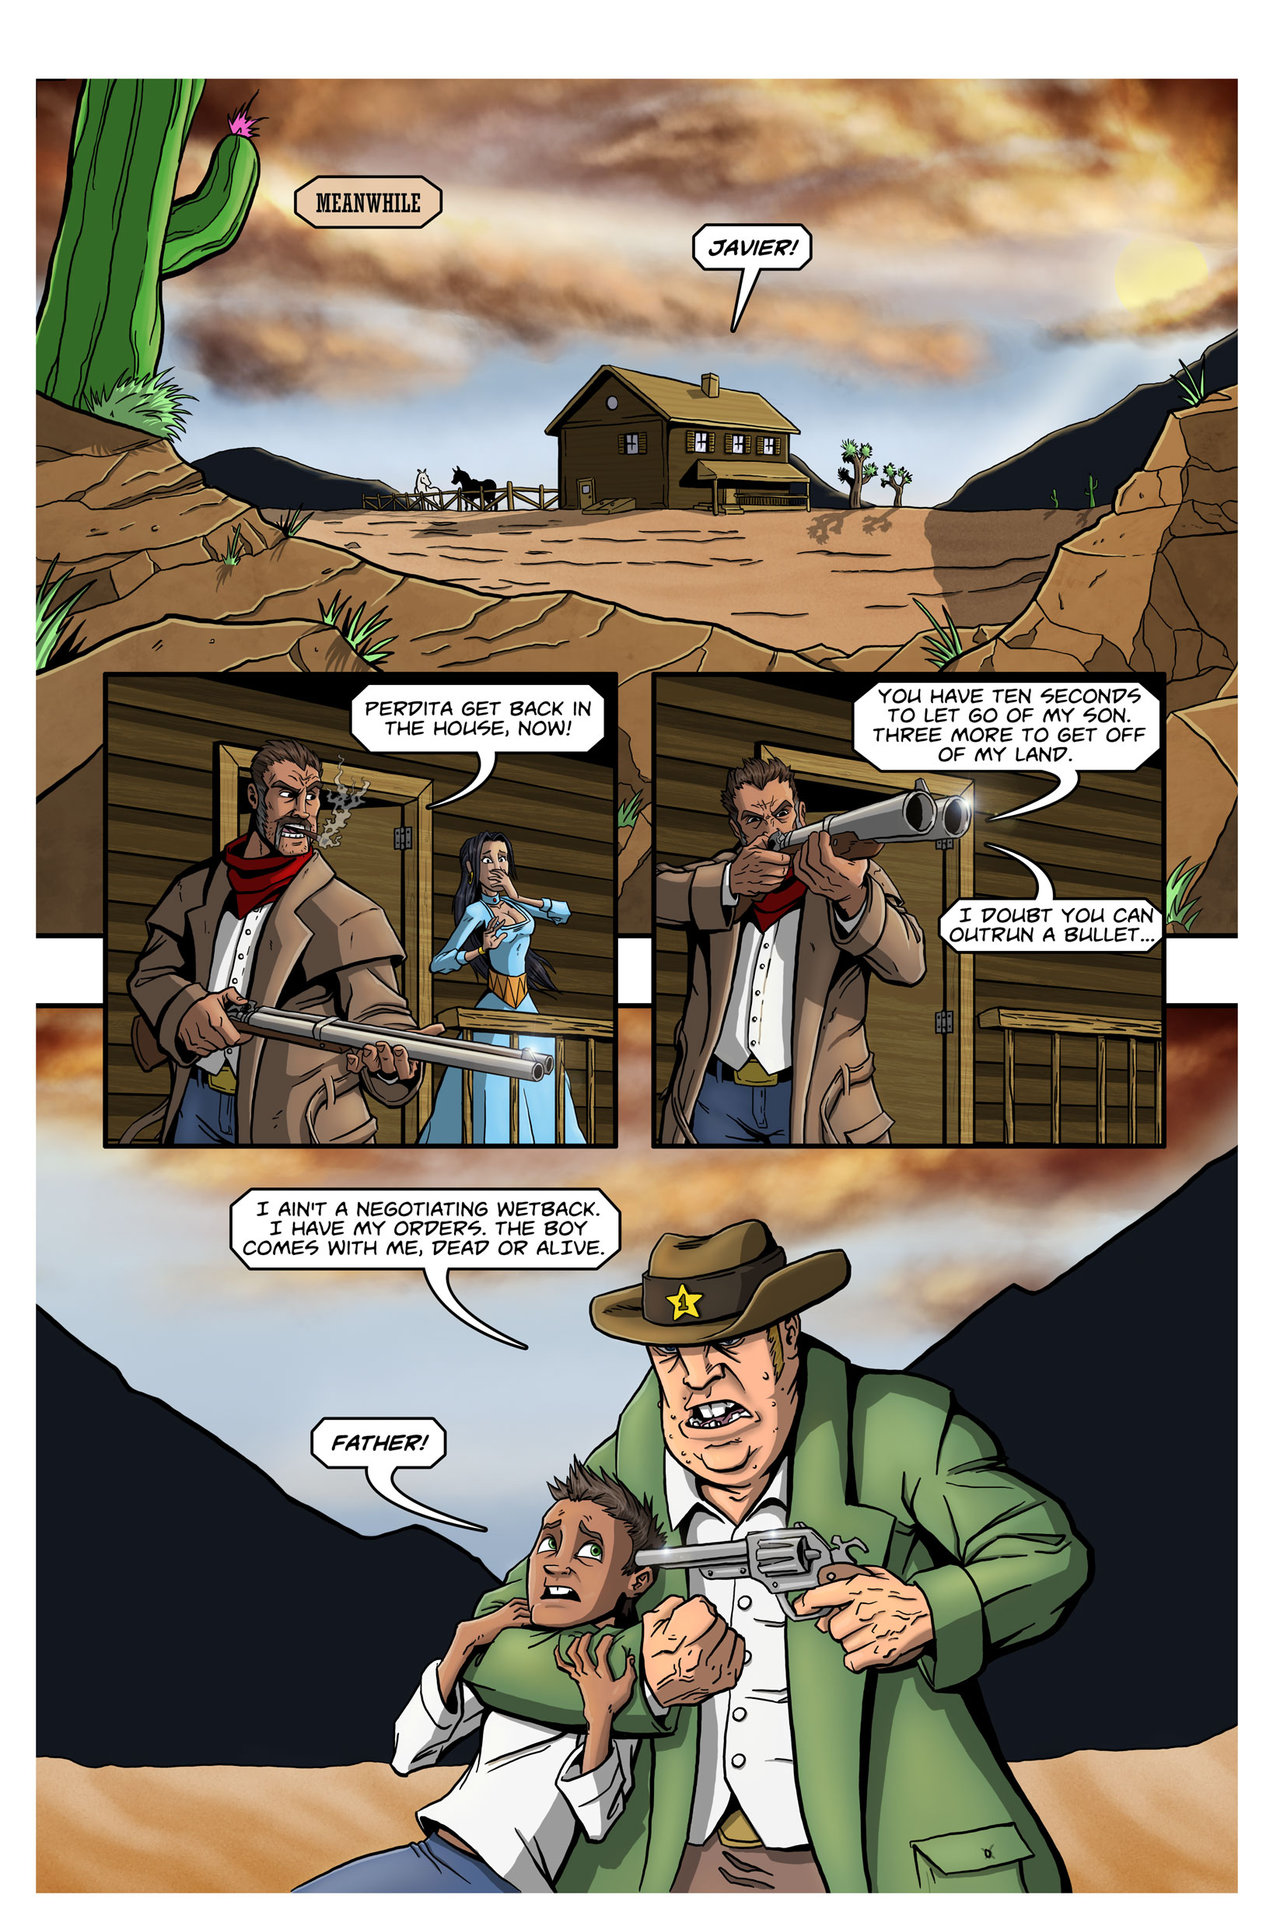 MEANWHILE
JAVIER!
PERDITA GET BACK IN
THE HOUSE, NOW!
YOU HAVE TEN SECONDS
TO LET GO OF MY SON.
THREE MORE TO GET OFF
OF MY LAND.
I DOUBT YOU CAN
OUTRUN A BULLET...
I AIN'T A NEGOTIATING WETBACK.
I HAVE MY ORDERS. THE BOY
COMES WITH ME, DEAD OR ALIVE.
1
FATHER!